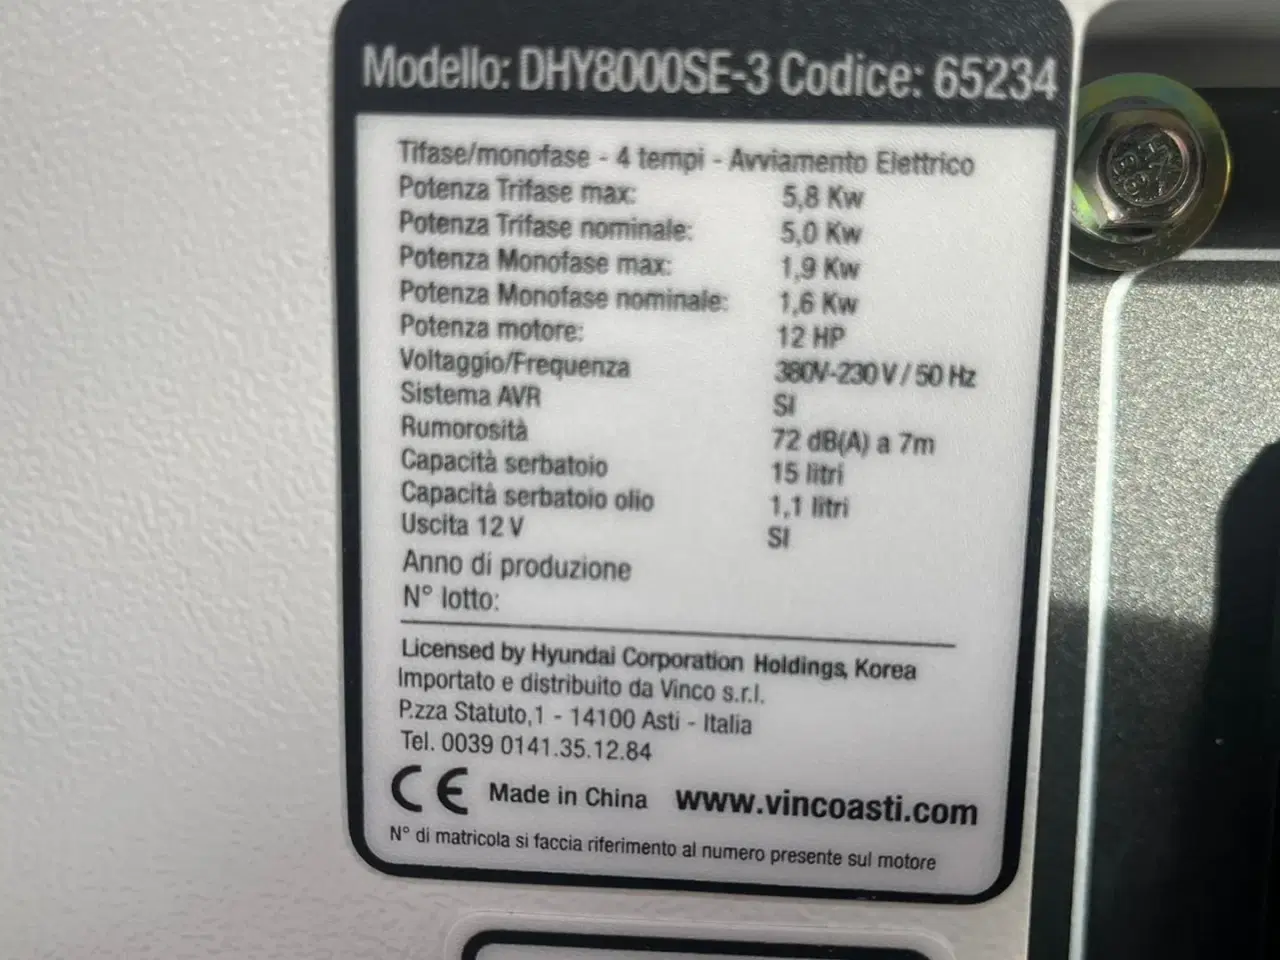 Modello: DHY8000SE-3 Codice: 65234
Tifase/monofase - 4 tempi - Avviamento Elettrico
Potenza Trifase max: 5,8 Kw
Potenza Trifase nominale: 5,0 Kw
Potenza Monofase max: 1,9 Kw
Potenza Monofase nominale: 1,6 Kw
Potenza motore: 12 HP
Voltaggio/Frequenza 380V-230 V / 50 Hz
Sistema AVR SI
Rumorosità 72 dB(A) a 7m
Capacità serbatoio 15 litri
Capacità serbatoio olio 1,1 litri
Uscita 12 V SI
Anno di produzione
N° lotto:
Licensed by Hyundai Corporation Holdings, Korea
Importato e distribuito da Vinco s.r.l.
P.zza Statuto,1 - 14100 Asti - Italia
Tel. 0039 0141.35.12.84
CE Made in China www.vincoasti.com
N° di matricola si faccia riferimento al numero presente sul motore